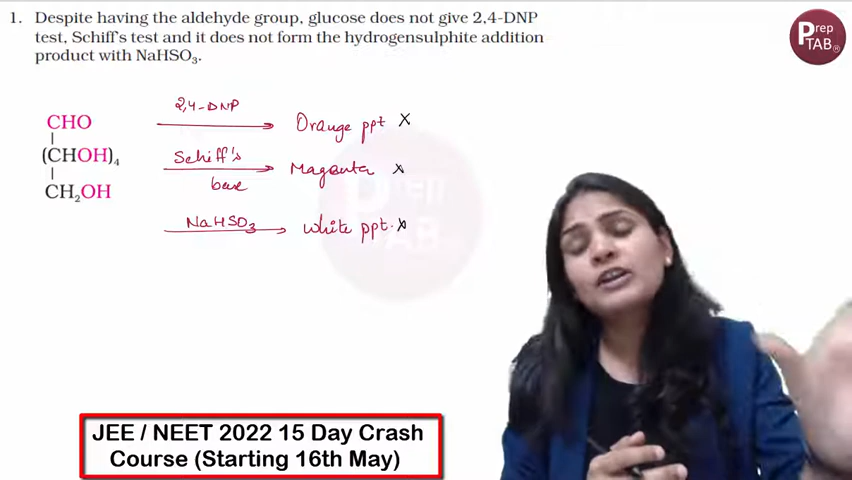 1. Despite having the aldehyde group, glucose does not give 2,4-DNP
test, Schiff's test and it does not form the hydrogensulphite addition
product with NaHSO₃.
Prep
TAB®
CHO
(CHOH)₄
CH₂OH
2,4-DNP
Orange ppt X
Schiff's
base
Magenta X
NaHSO₃
White ppt. X
Prep
TAB
JEE / NEET 2022 15 Day Crash
Course (Starting 16th May)